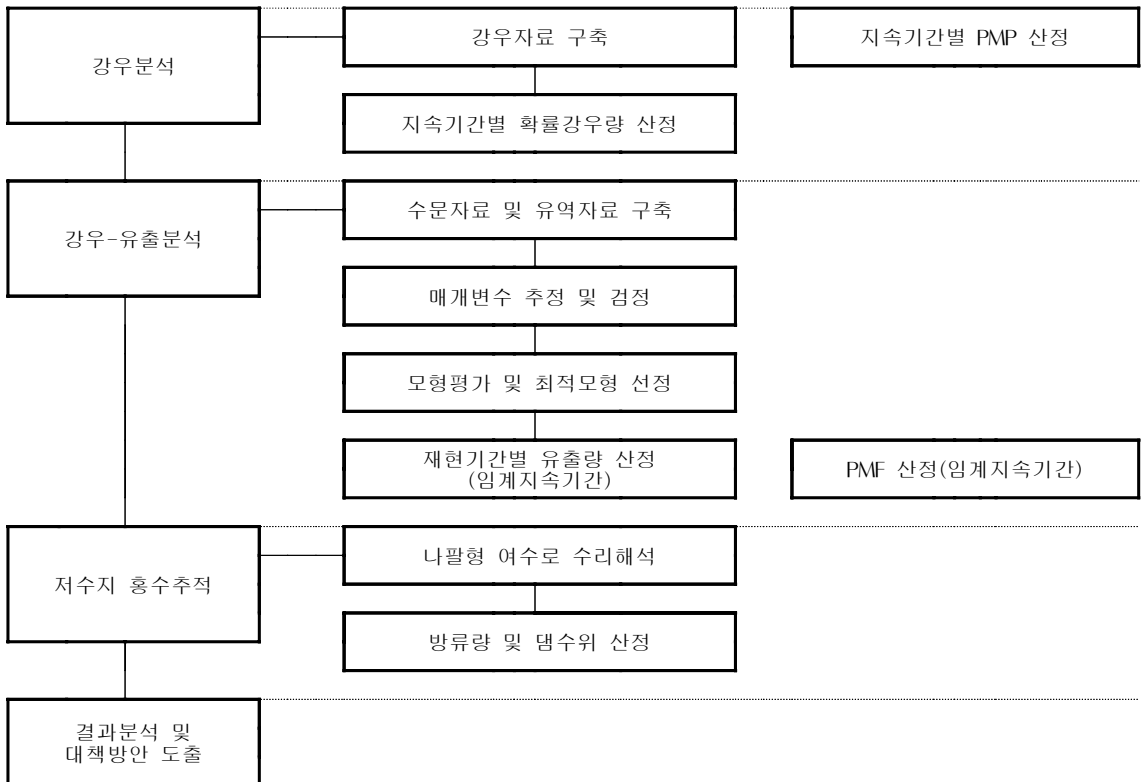 강우분석
강우자료 구축
지속기간별 PMP 산정
지속기간별 확률강우량 산정
강우-유출분석
수문자료 및 유역자료 구축
매개변수 추정 및 검정
모형평가 및 최적모형 선정
재현기간별 유출량 산정
(임계지속기간)
PMF 산정(임계지속기간)
저수지 홍수추적
나팔형 여수로 수리해석
방류량 및 댐수위 산정
결과분석 및
대책방안 도출